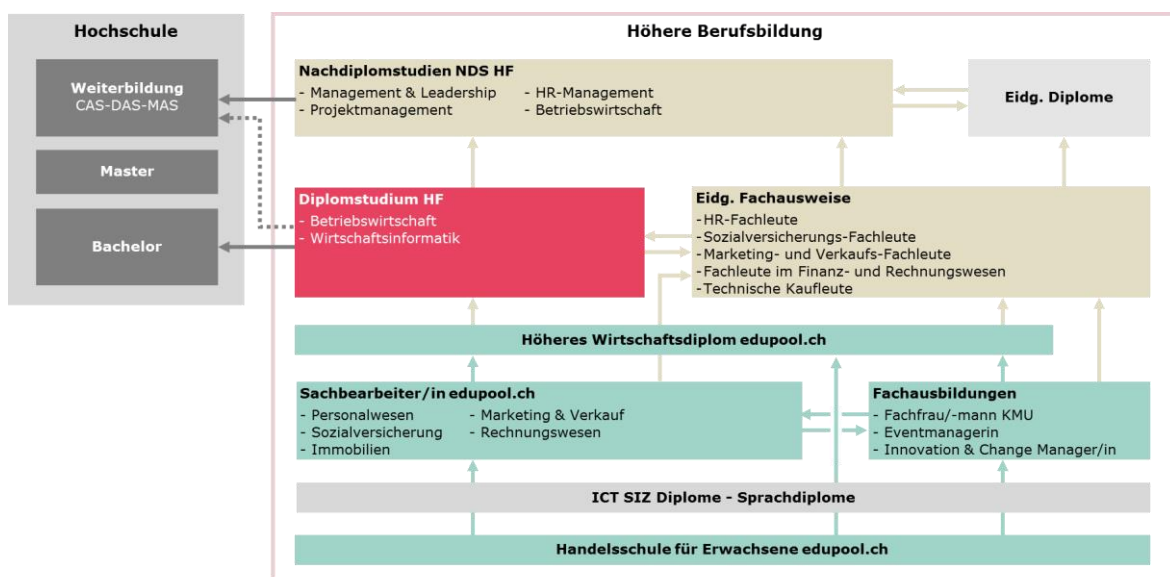 Hochschule
Weiterbildung
CAS-DAS-MAS
Master
Bachelor
Höhere Berufsbildung
Nachdiplomstudien NDS HF
- Management & Leadership
- Projektmanagement
- HR-Management
- Betriebswirtschaft
Eidg. Diplome
Diplomstudium HF
- Betriebswirtschaft
- Wirtschaftsinformatik
Eidg. Fachausweise
-HR-Fachleute
-Sozialversicherungs-Fachleute
-Marketing- und Verkaufs-Fachleute
-Fachleute im Finanz- und Rechnungswesen
-Technische Kaufleute
Höheres Wirtschaftsdiplom edupool.ch
Sachbearbeiter/in edupool.ch
- Personalwesen
- Sozialversicherung
- Immobilien
- Marketing & Verkauf
- Rechnungswesen
Fachausbildungen
- Fachfrau/-mann KMU
- Eventmanagerin
- Innovation & Change Manager/in
ICT SIZ Diplome - Sprachdiplome
Handelsschule für Erwachsene edupool.ch